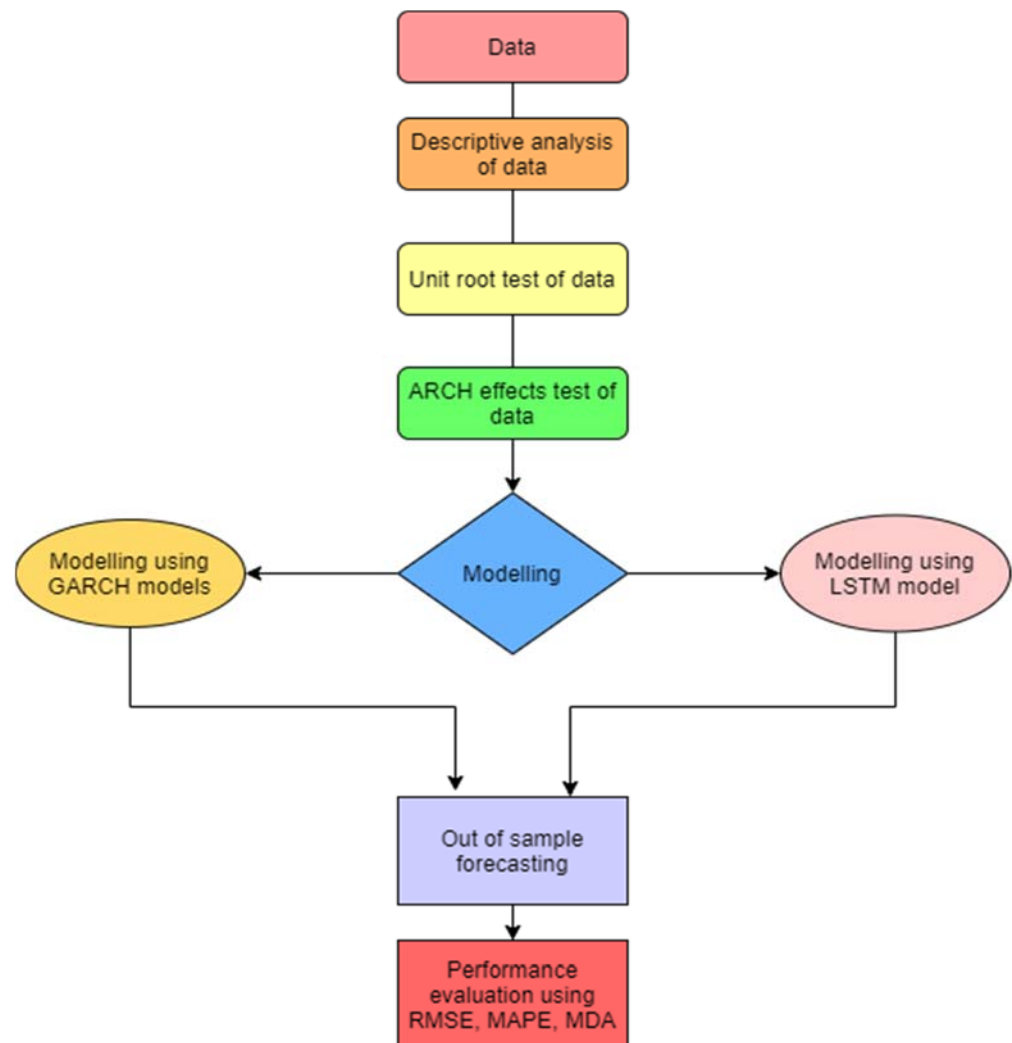 Data
Descriptive analysis
of data
Unit root test of data
ARCH effects test of
data
Modelling using
GARCH models
Modelling
Modelling using
LSTM model
Out of sample
forecasting
Performance
evaluation using
RMSE, MAPE, MDA